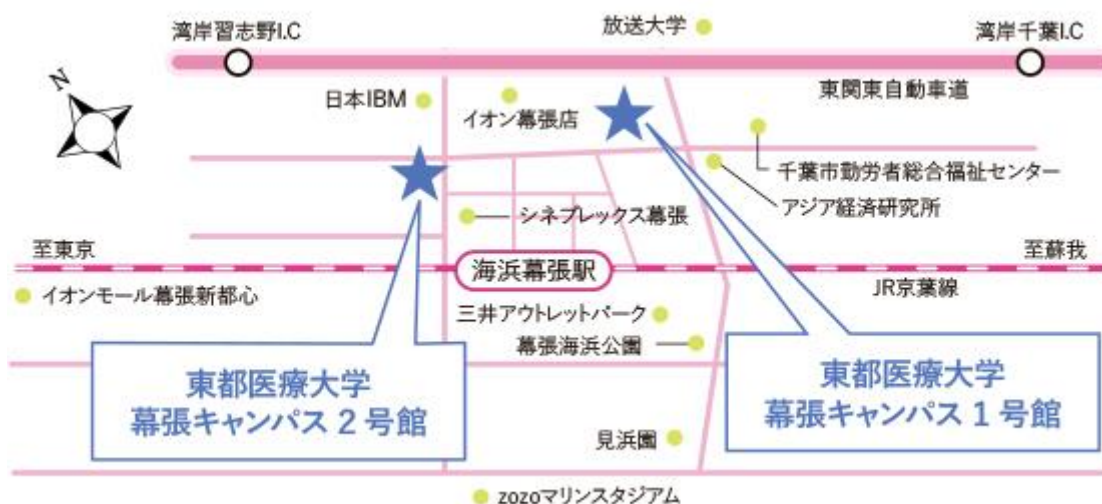 放送大学
湾岸習志野I.C
湾岸千葉I.C
N
日本IBM
イオン幕張店
東関東自動車道
千葉市勤労者総合福祉センター
アジア経済研究所
シネプレックス幕張
至東京
海浜幕張駅
至蘇我
イオンモール幕張新都心
JR京葉線
三井アウトレットパーク
幕張海浜公園
東都医療大学
幕張キャンパス2号館
東都医療大学
幕張キャンパス1号館
見浜園
zozoマリンスタジアム